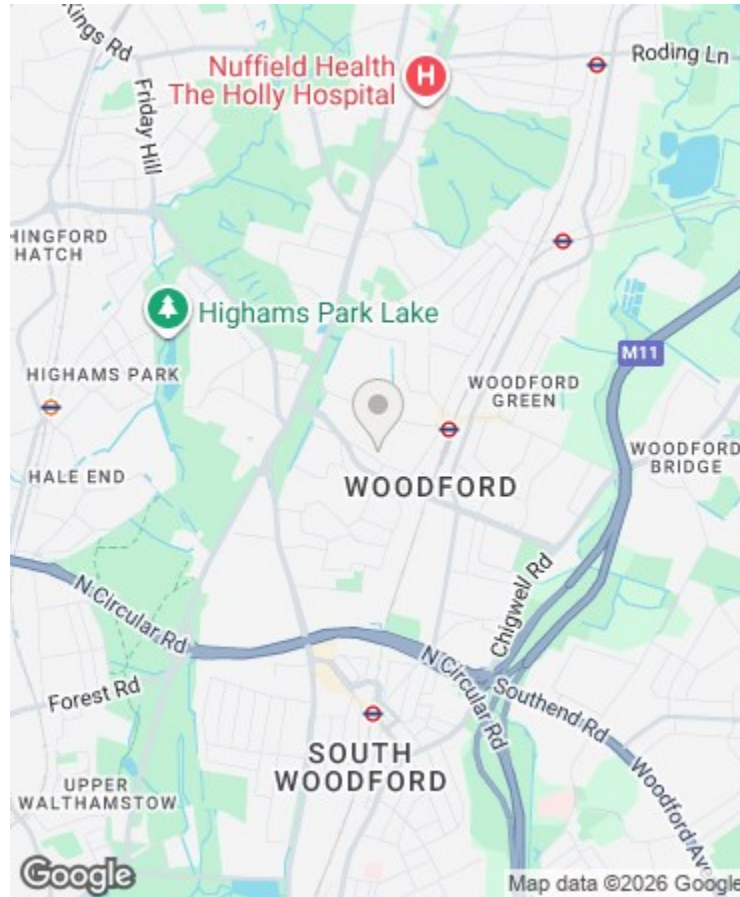 Kings Rd
Friday Hill
Nuffield Health
The Holly Hospital
H
Roding Ln
HINGFORD
HATCH
Highams Park Lake
M11
HIGHAMS PARK
WOODFORD
GREEN
WOODFORD
BRIDGE
HALE END
WOODFORD
Chigwell Rd
N Circular Rd
N Circular Rd
Southend Rd
Forest Rd
Woodford Ave
SOUTH
WOODFORD
UPPER
WALTHAMSTOW
Google
Map data ©2026 Google